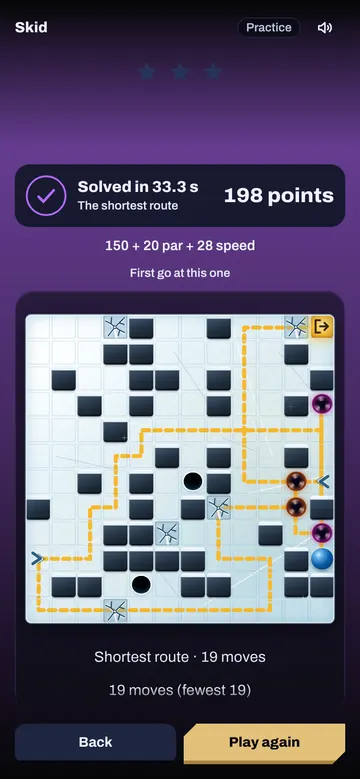 Skid
Practice
Solved in 33.3 s
The shortest route
198 points
150 + 20 par + 28 speed
First go at this one
Shortest route · 19 moves
19 moves (fewest 19)
Back
Play again